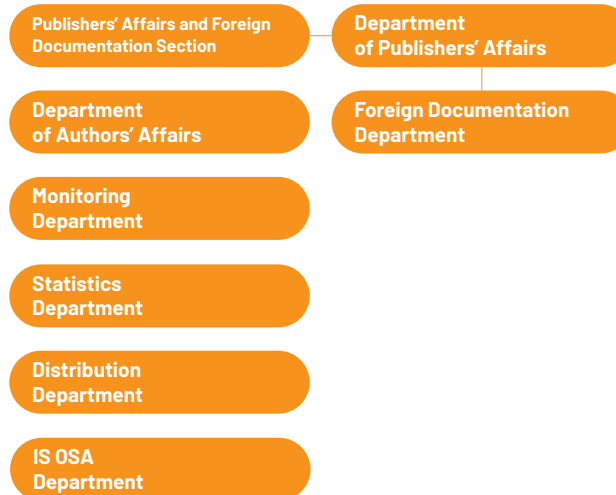 Publishers’ Affairs and Foreign
Documentation Section
Department
of Publishers’ Affairs
Department
of Authors’ Affairs
Foreign Documentation
Department
Monitoring
Department
Statistics
Department
Distribution
Department
IS OSA
Department